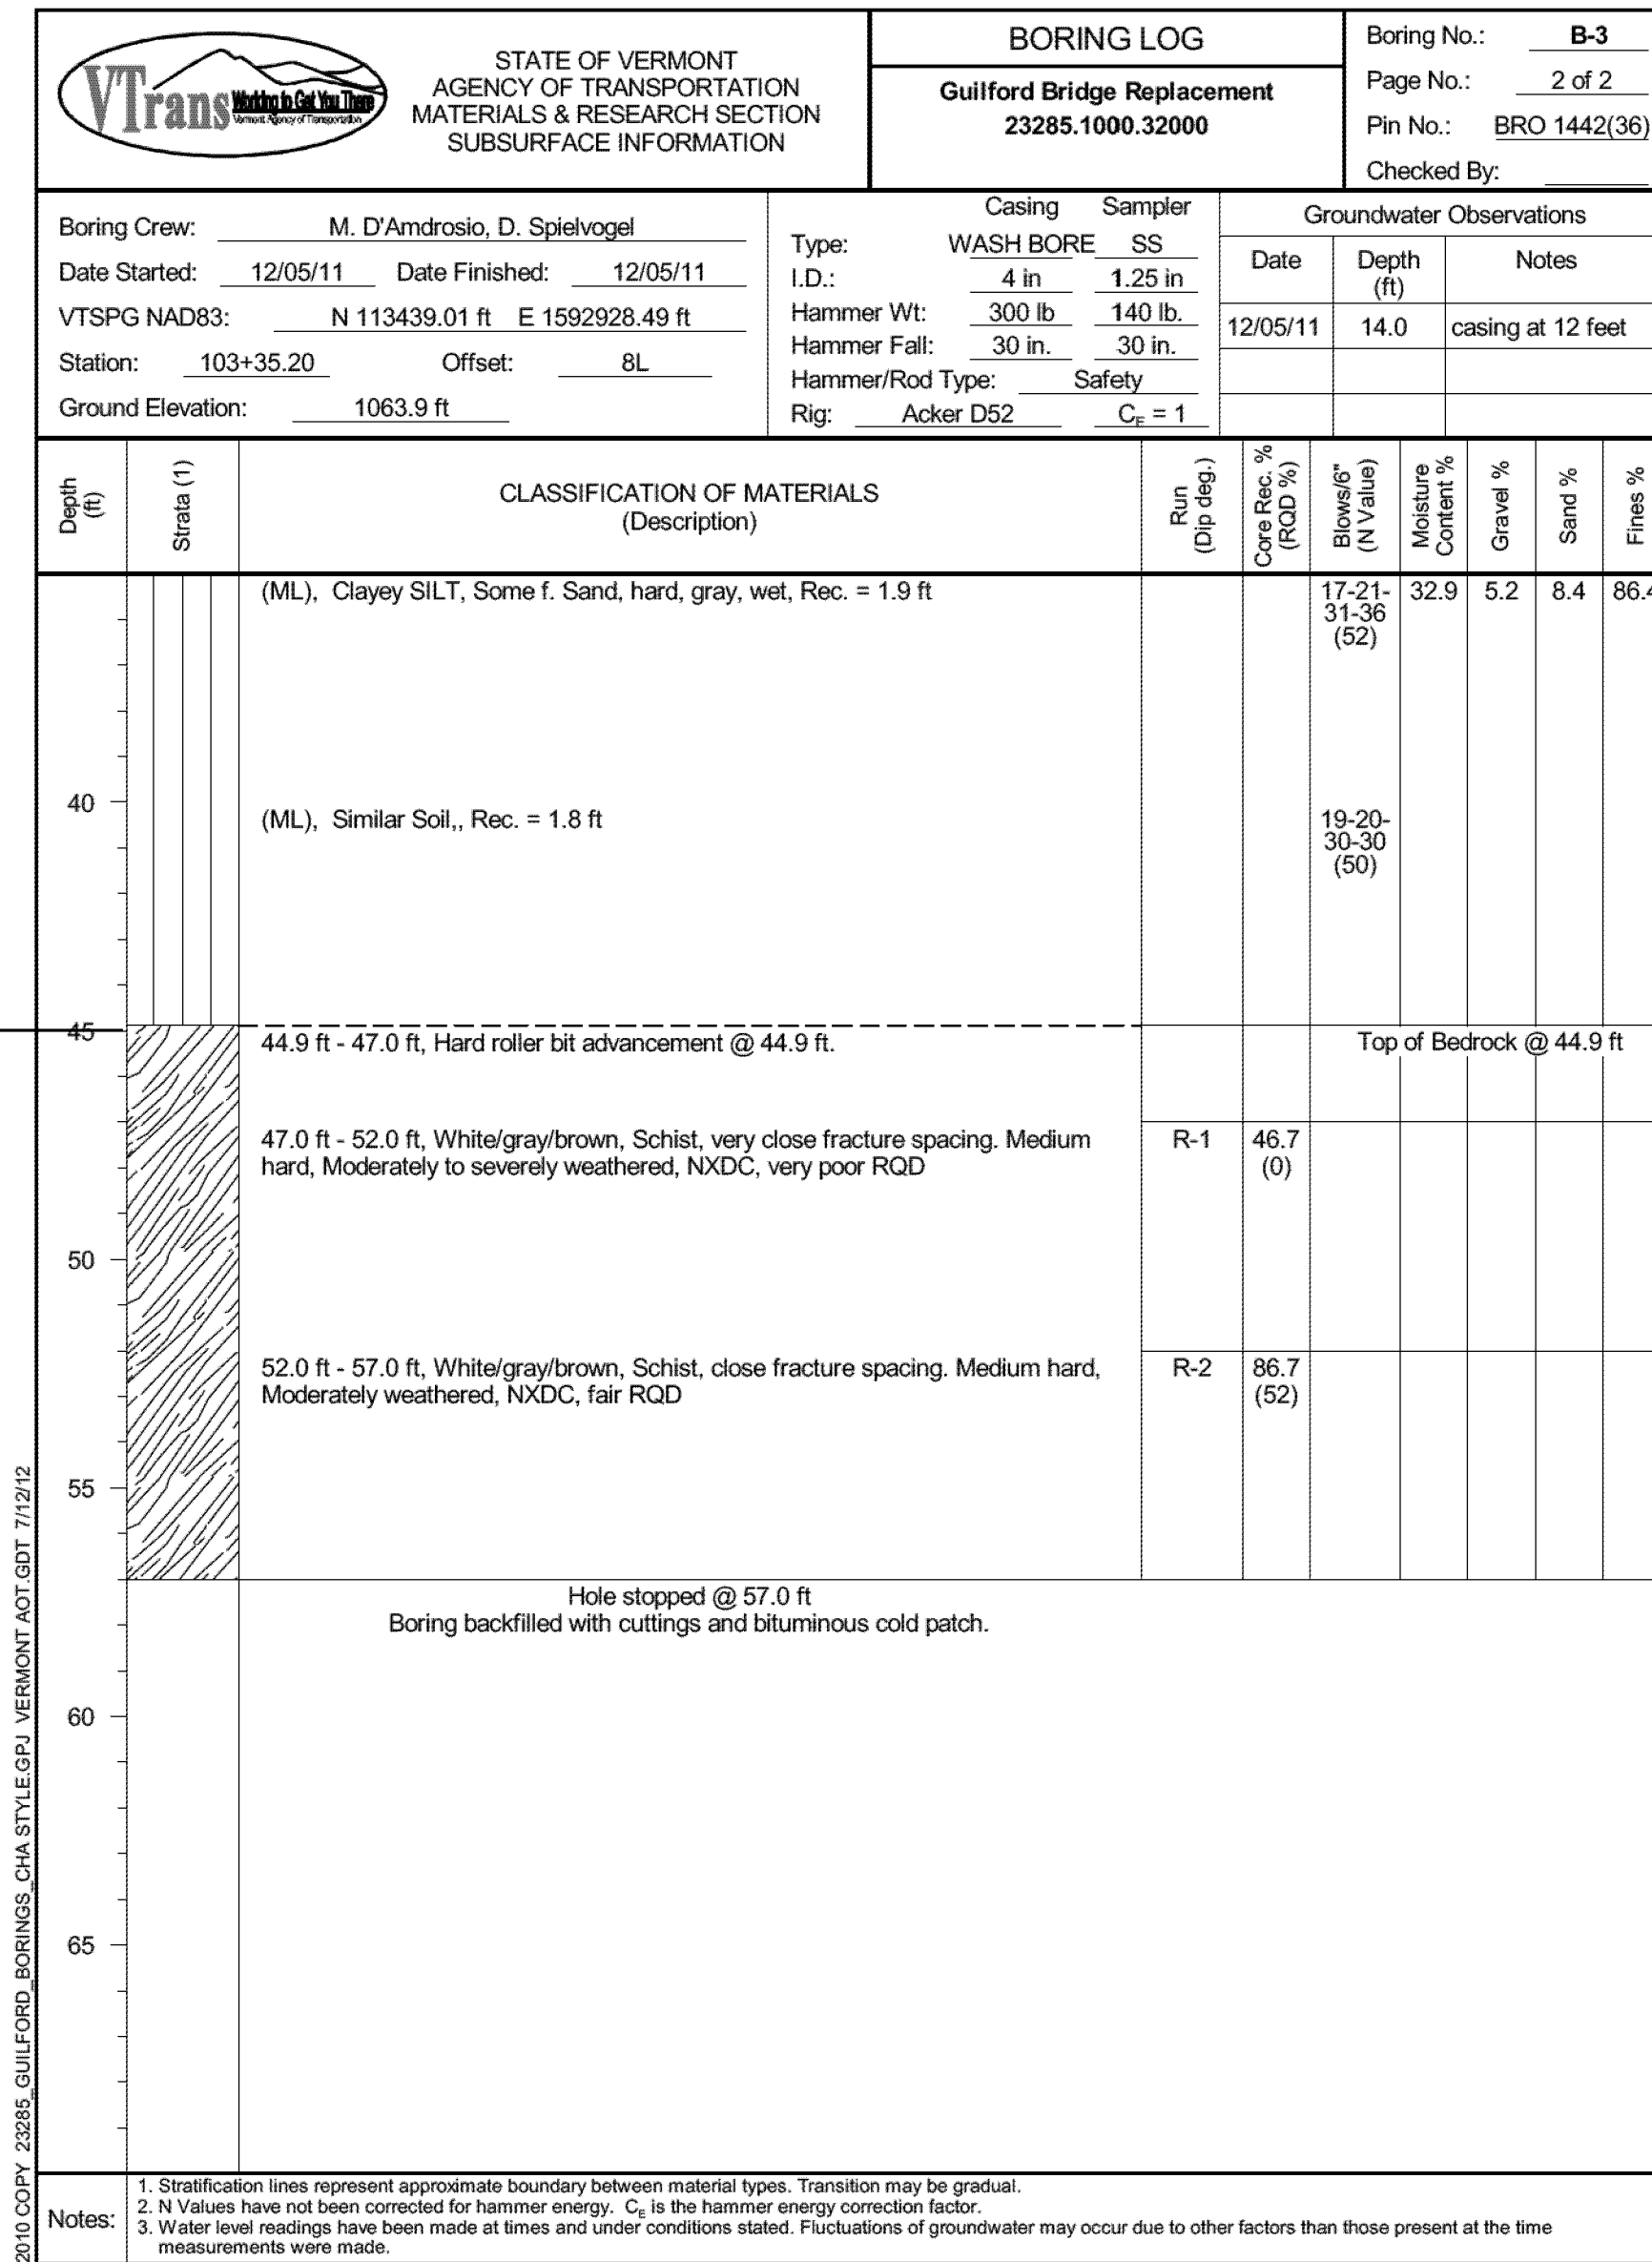 VTrans Working to Get You There
Vermont Agency of Transportation
STATE OF VERMONT
AGENCY OF TRANSPORTATION
MATERIALS & RESEARCH SECTION
SUBSURFACE INFORMATION
BORING LOG
Guilford Bridge Replacement
23285.1000.32000
Boring No.: B-3
Page No.: 2 of 2
Pin No.: BRO 1442(36)
Checked By:
Boring Crew: M. D'Amdrosio, D. Spielvogel
Date Started: 12/05/11 Date Finished: 12/05/11
VTSPG NAD83: N 113439.01 ft E 1592928.49 ft
Station: 103+35.20 Offset: 8L
Ground Elevation: 1063.9 ft
Casing Sampler
Type: WASH BORE SS
I.D.: 4 in 1.25 in
Hammer Wt: 300 lb 140 lb.
Hammer Fall: 30 in. 30 in.
Hammer/Rod Type: Safety
Rig: Acker D52 CE = 1
Groundwater Observations
Date Depth (ft) Notes
12/05/11 14.0 casing at 12 feet
Depth (ft)
Strata (1)
CLASSIFICATION OF MATERIALS
(Description)
Run
(Dip deg.)
Core Rec. %
(RQD %)
Blows/6"
(N Value)
Moisture
Content %
Gravel %
Sand %
Fines %
(ML), Clayey SILT, Some f. Sand, hard, gray, wet, Rec. = 1.9 ft
17-21-
31-36
(52)
32.9 5.2 8.4 86.4
40
(ML), Similar Soil,, Rec. = 1.8 ft
19-20-
30-30
(50)
45
44.9 ft - 47.0 ft, Hard roller bit advancement @ 44.9 ft.
Top of Bedrock @ 44.9 ft
47.0 ft - 52.0 ft, White/gray/brown, Schist, very close fracture spacing. Medium
hard, Moderately to severely weathered, NXDC, very poor RQD
R-1 46.7
(0)
50
52.0 ft - 57.0 ft, White/gray/brown, Schist, close fracture spacing. Medium hard,
Moderately weathered, NXDC, fair RQD
R-2 86.7
(52)
55
Hole stopped @ 57.0 ft
Boring backfilled with cuttings and bituminous cold patch.
60
65
2010 COPY 23285_GUILFORD_BORINGS_CHA STYLE.GPJ VERMONT AOT.GDT 7/12/12
Notes:
1. Stratification lines represent approximate boundary between material types. Transition may be gradual.
2. N Values have not been corrected for hammer energy. CE is the hammer energy correction factor.
3. Water level readings have been made at times and under conditions stated. Fluctuations of groundwater may occur due to other factors than those present at the time
measurements were made.